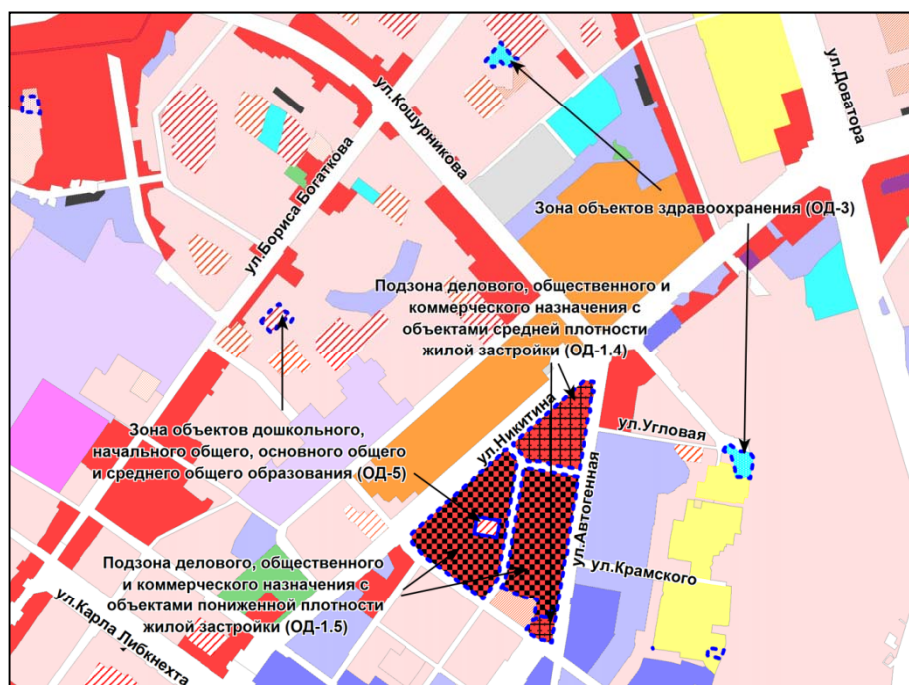 ул.Доватора
ул.Кошурникова
ул.Бориса Богаткова
Зона объектов здравоохранения (ОД-3)
Подзона делового, общественного и
коммерческого назначения с
объектами средней плотности
жилой застройки (ОД-1.4)
ул.Никитина
ул.Угловая
Зона объектов дошкольного,
начального общего, основного общего
и среднего общего образования (ОД-5)
ул.Автогенная
Подзона делового, общественного
и коммерческого назначения с
объектами пониженной плотности
жилой застройки (ОД-1.5)
ул.Крамского
ул.Карла Либкнехта